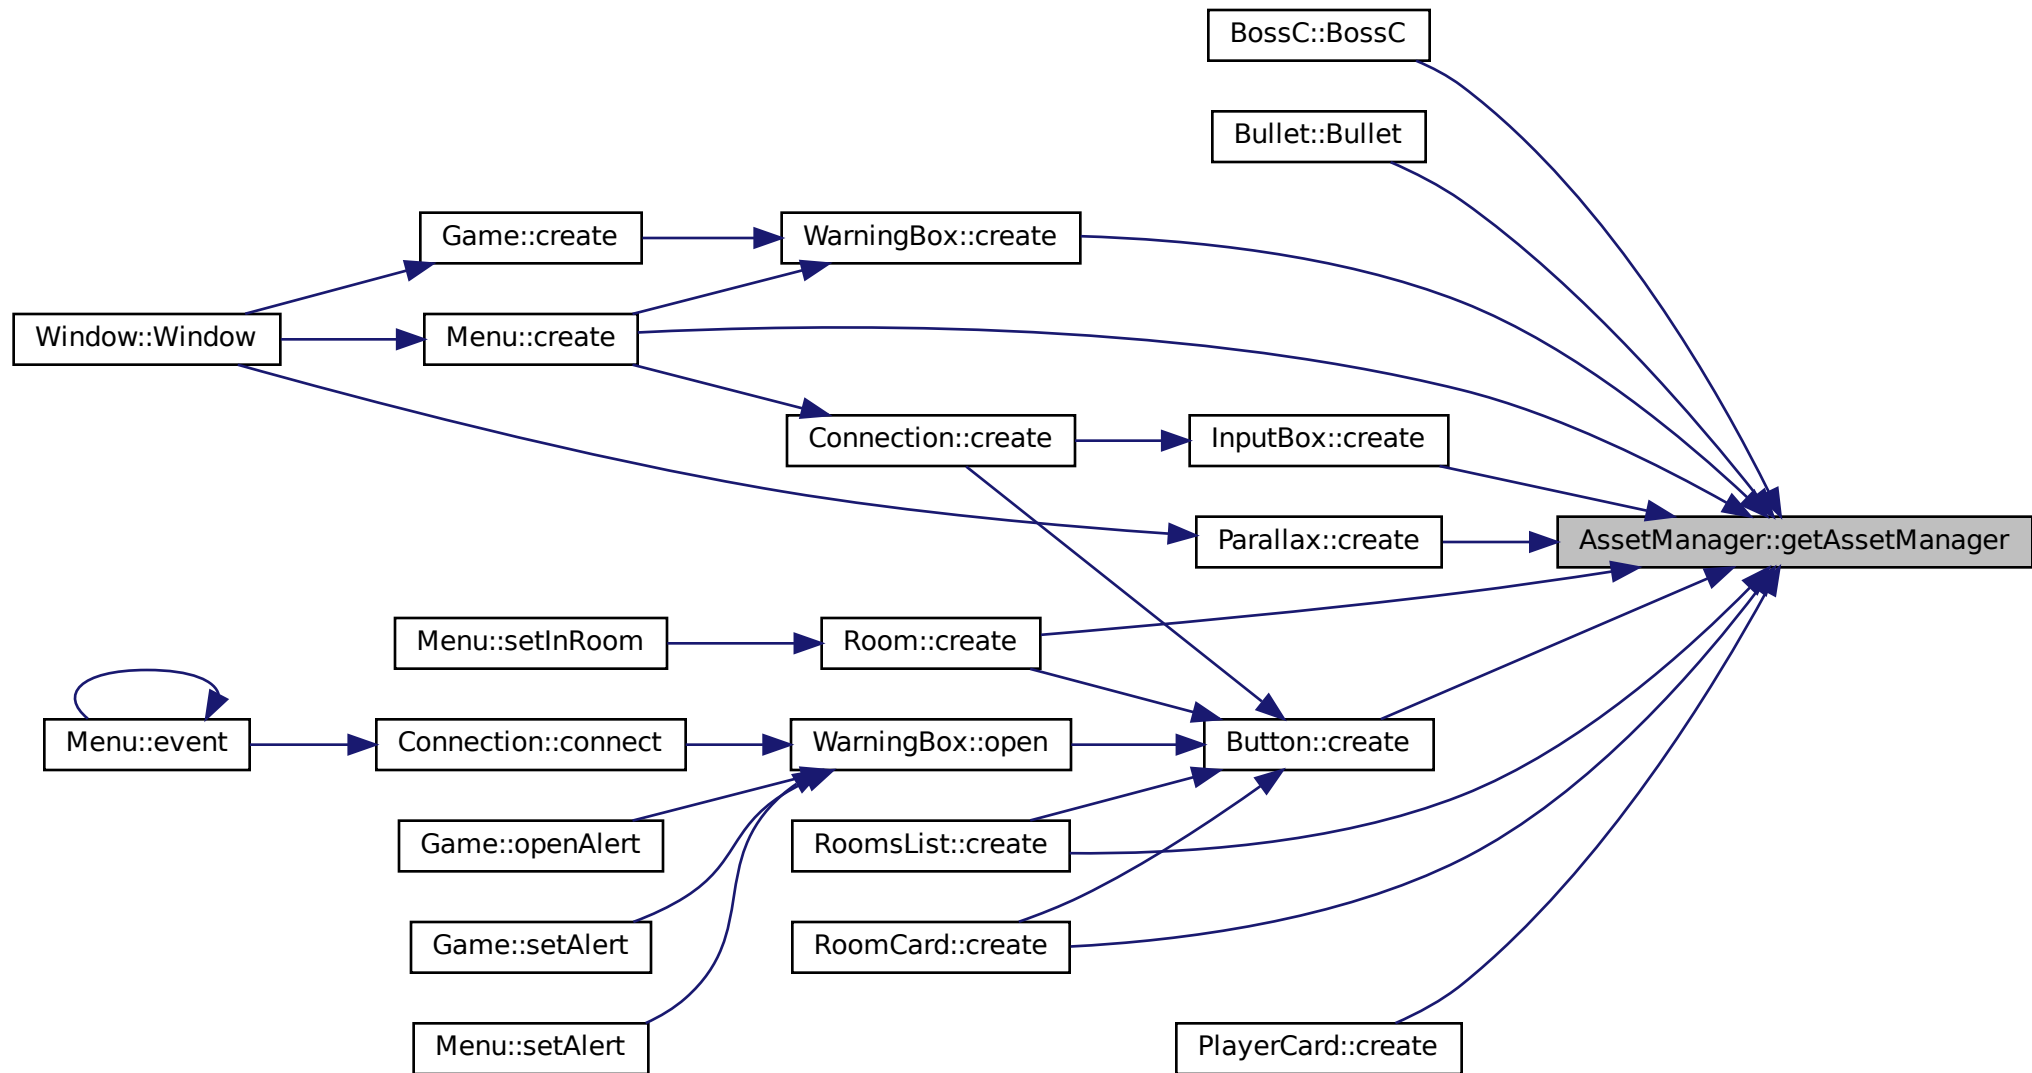 BossC::BossC
Bullet::Bullet
Game::create
WarningBox::create
Window::Window
Menu::create
Connection::create
InputBox::create
Parallax::create
AssetManager::getAssetManager
Menu::setInRoom
Room::create
Menu::event
Connection::connect
WarningBox::open
Button::create
Game::openAlert
RoomsList::create
Game::setAlert
RoomCard::create
Menu::setAlert
PlayerCard::create